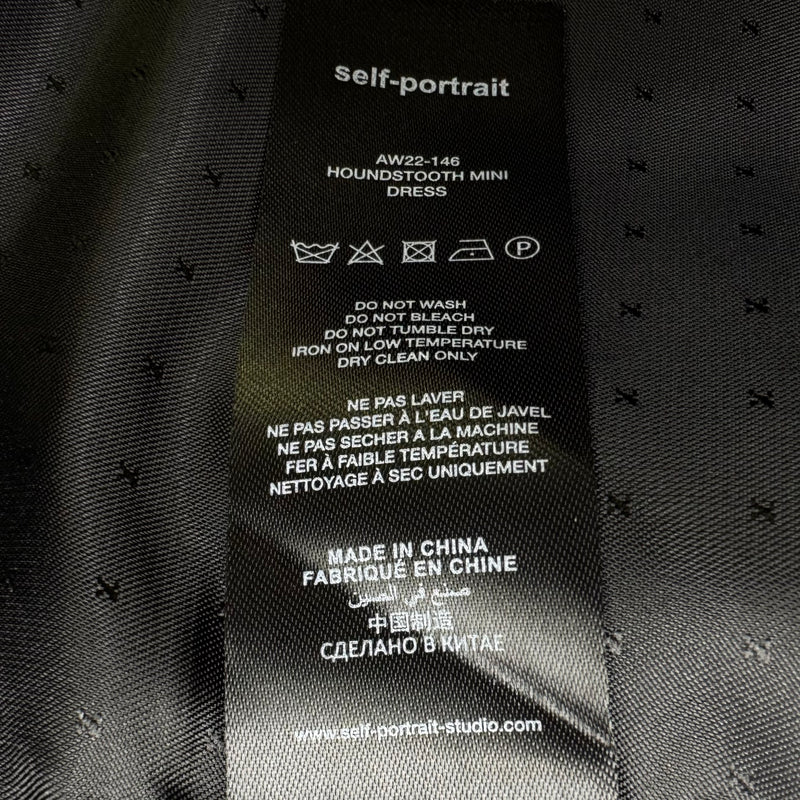 self-portrait
AW22-146
HOUNDSTOOTH MINI
DRESS
P
DO NOT WASH
DO NOT BLEACH
DO NOT TUMBLE DRY
IRON ON LOW TEMPERATURE
DRY CLEAN ONLY
NE PAS LAVER
NE PAS PASSER À L'EAU DE JAVEL
NE PAS SECHER A LA MACHINE
FER À FAIBLE TEMPÉRATURE
NETTOYAGE À SEC UNIQUEMENT
MADE IN CHINA
FABRIQUÉ EN CHINE
صنع في الصين
中国制造
СДЕЛАНО В КИТАЕ
www.self-portrait-studio.com